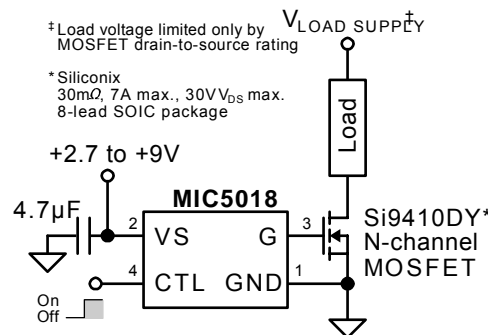 ‡ Load voltage limited only by
MOSFET drain-to-source rating
* Siliconix
30mΩ, 7A max., 30V VDS max.
8-lead SOIC package
VLOAD SUPPLY‡
Load
+2.7 to +9V
4.7µF
MIC5018
2
VS
G
3
4
CTL
GND
1
Si9410DY*
N-channel
MOSFET
On
Off